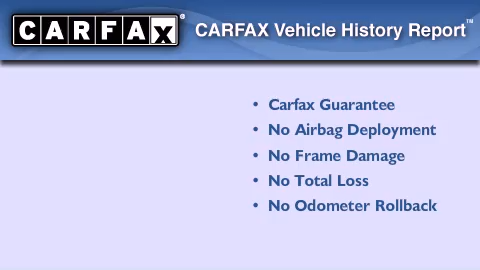 CARFAX® CARFAX Vehicle History Report™
• Carfax Guarantee
• No Airbag Deployment
• No Frame Damage
• No Total Loss
• No Odometer Rollback